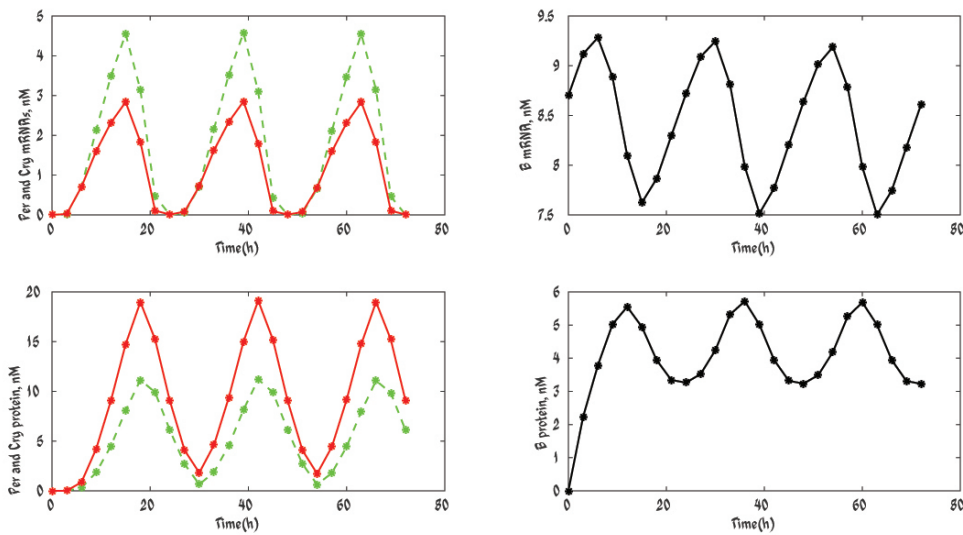 Per and Cry mRNAs, nM
5
4
3
2
1
0
0 20 40 60 80
Time(h)
B mRNA, nM
9.5
9
8.5
8
7.5
0 20 40 60 80
Time(h)
Per and Cry protein, nM
20
15
10
5
0
0 20 40 60 80
Time(h)
B protein, nM
6
5
4
3
2
1
0
0 20 40 60 80
Time(h)